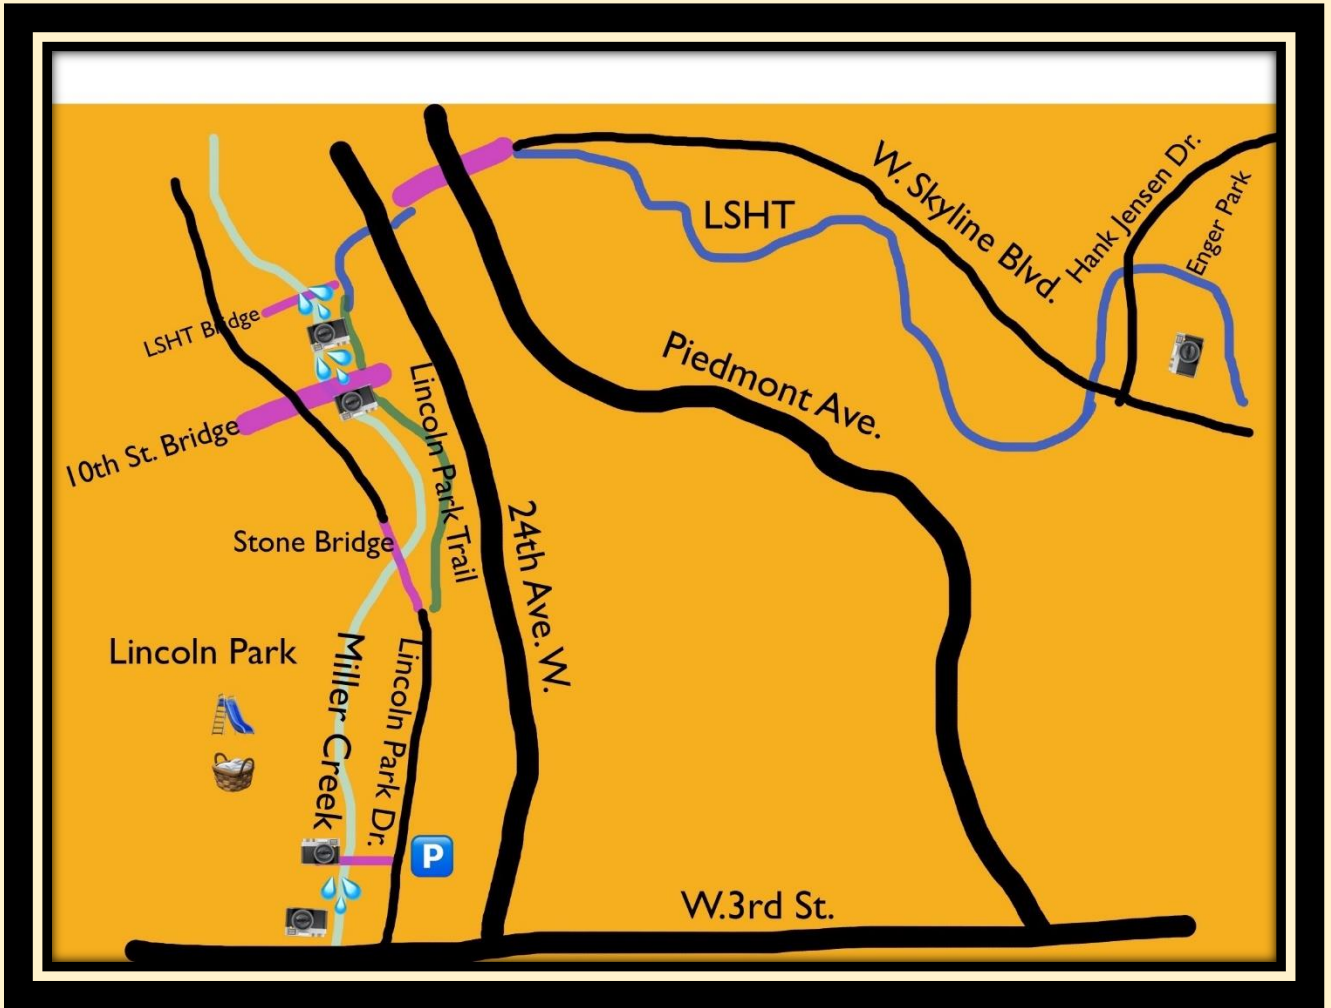 W. Skyline Blvd.
Hank Jensen Dr.
Enger Park
LSHT
LSHT Bridge
Piedmont Ave.
10th St. Bridge
Lincoln Park Trail
24th Ave. W.
Stone Bridge
Lincoln Park
Miller Creek
Lincoln Park Dr.
P
W.3rd St.